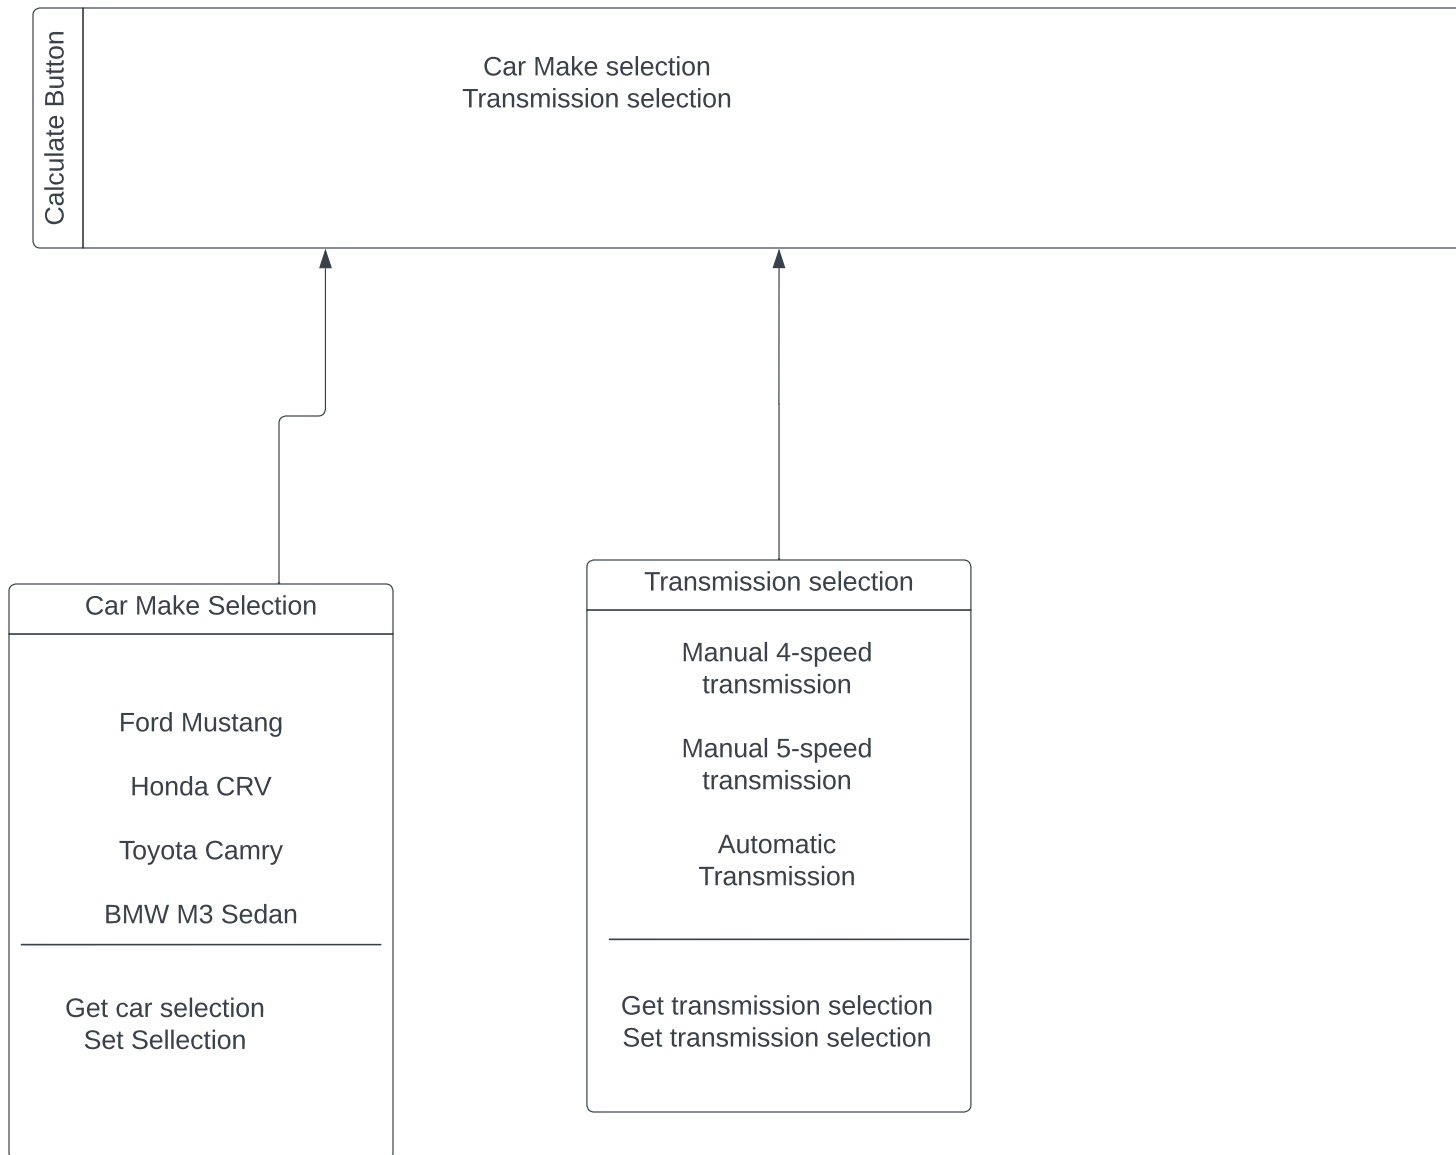 Calculate Button
Car Make selection
Transmission selection
Car Make Selection
Ford Mustang
Honda CRV
Toyota Camry
BMW M3 Sedan
Get car selection
Set Sellection
Transmission selection
Manual 4-speed
transmission
Manual 5-speed
transmission
Automatic
Transmission
Get transmission selection
Set transmission selection